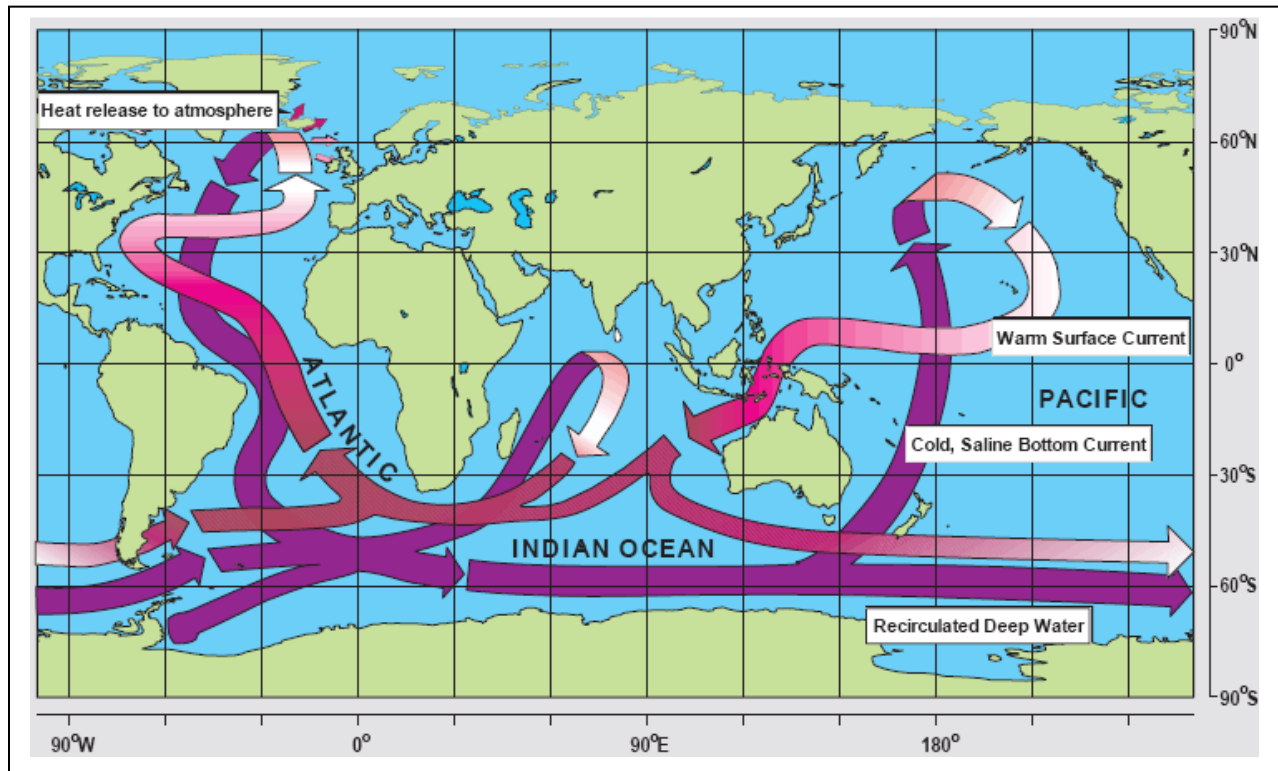 90°N
Heat release to atmosphere
60°N
30°N
Warm Surface Current
0°
ATLANTIC
PACIFIC
Cold, Saline Bottom Current
30°S
INDIAN OCEAN
60°S
Recirculated Deep Water
90°S
90°W 0° 90°E 180°